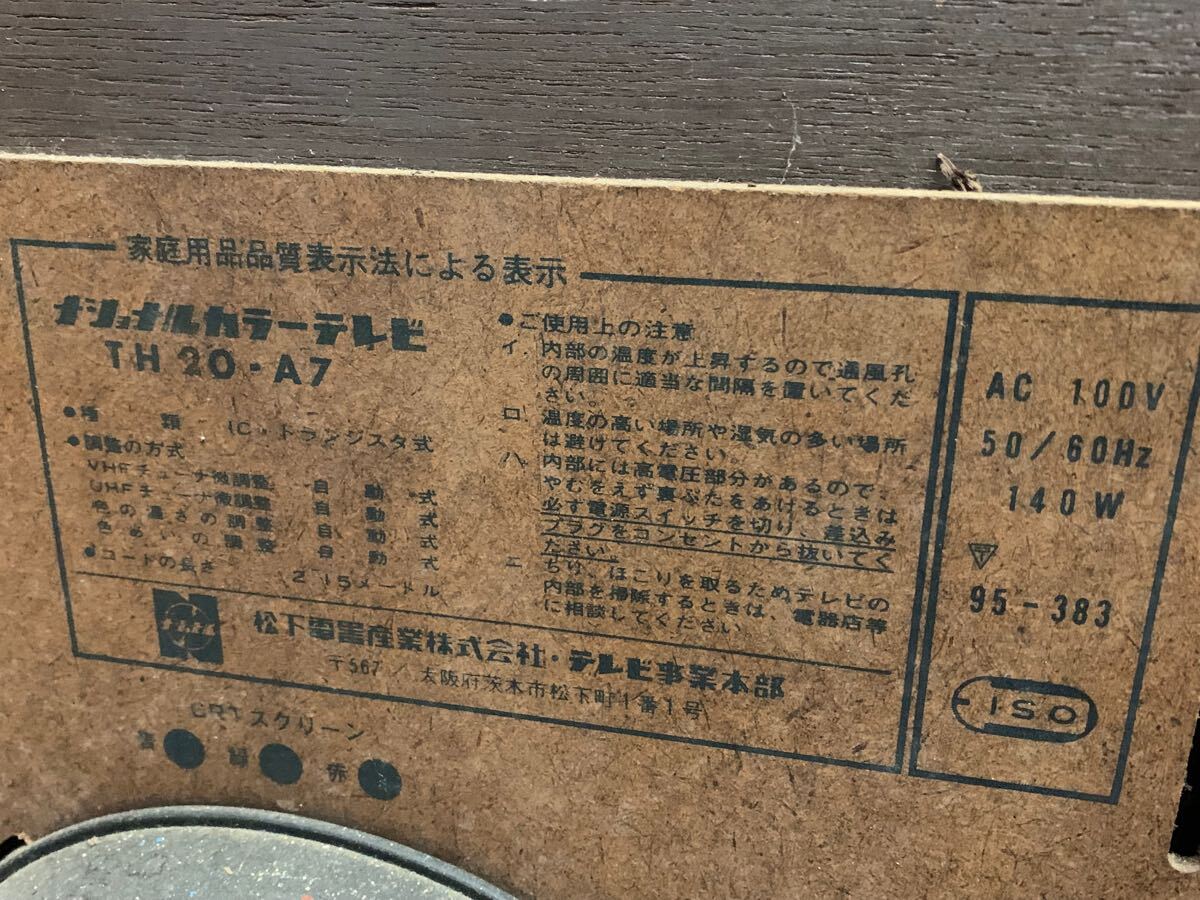 家庭用品品質表示法による表示
ナショナルカラーテレビ
TH20・A7
●種類 IC・トランジスタ式
●調整の方式
VHFチューナ微調整 自動式
UHFチューナ微調整 自動式
色の濃さの調整 自動式
色あいの調整 自動式
●コードの長さ 2.15メートル
●ご使用上の注意
イ. 内部の温度が上昇するので通風孔
の周囲に適当な間隔を置いてくだ
さい。
ロ. 温度の高い場所や湿気の多い場所
は避けてください。
ハ. 内部には高電圧部分があるので、
やむをえず裏ぶたをあけるときは
必ず電源スイッチを切り、差込み
プラグをコンセントから抜いてく
ださい。
ニ. ちり、ほこりを取るためテレビの
内部を掃除するときは、電器店等
に相談してください。
松下電器産業株式会社・テレビ事業本部
〒567/大阪府茨木市松下町1番1号
AC 100V
50/60Hz
140W
〒
95-383
ISO
CRTスクリーン
青 緑 赤